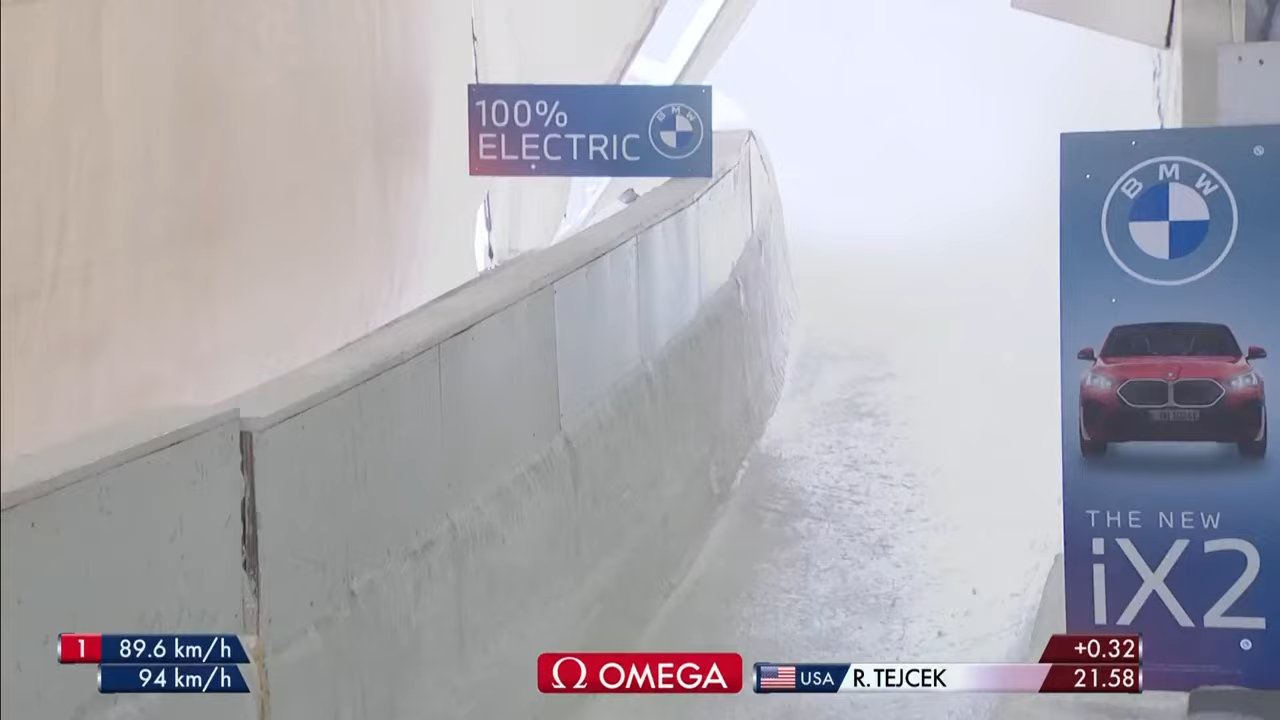 100%
ELECTRIC
BMW
BMW
THE NEW
iX2
1 89.6 km/h
94 km/h
Ω OMEGA
USA R. TEJCEK
+0.32
21.58